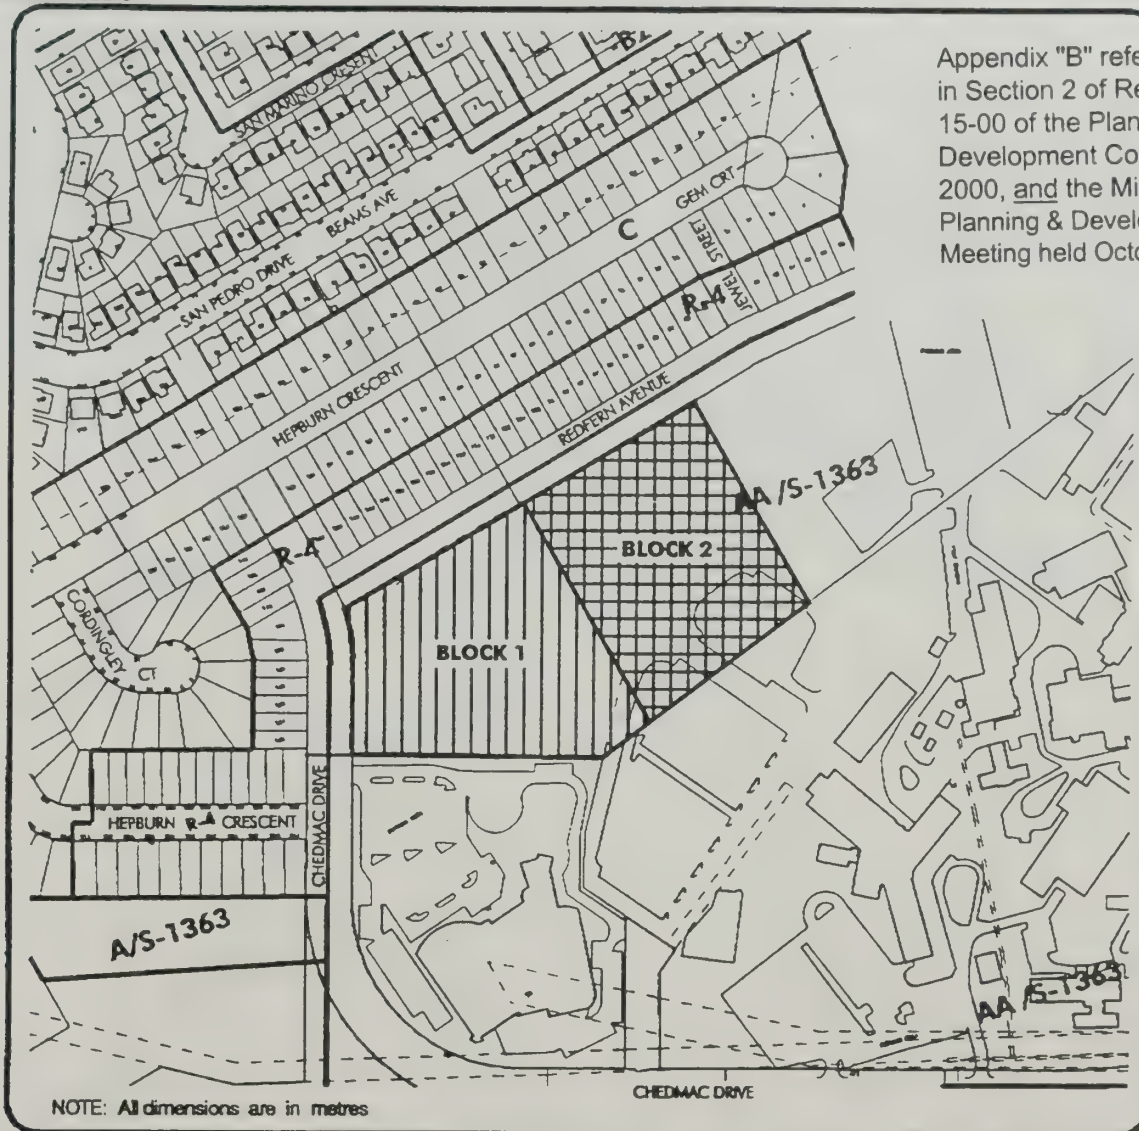 Appendix "B" refe
in Section 2 of Re
15-00 of the Plan
Development Co
2000, and the Mi
Planning & Develo
Meeting held Octo
SAN MARINO CRESENT
B1
BEAMS AVE
SAN PEDRO DRIVE
GEM CRT
C
JEWEL STREET
R-4
HEPBURN CRESCENT
REDFERN AVENUE
AA /S-1363
BLOCK 2
R-4
BLOCK 1
CORDINGLEY
CT
HEPBURN R-4 CRESCENT
CHEDMAC DRIVE
A/S-1363
AA /S-1363
CHEDMAC DRIVE
NOTE: All dimensions are in metres